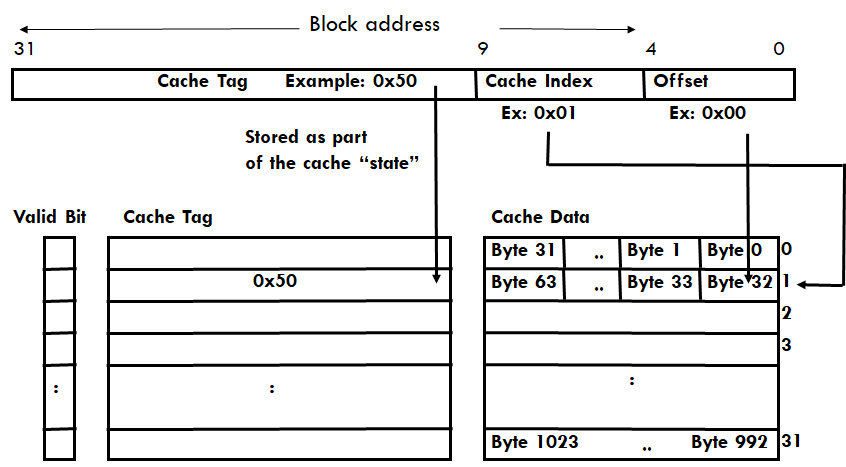 Block address
31 9 4 0
Cache Tag Example: 0x50 Cache Index Offset
Ex: 0x01 Ex: 0x00
Stored as part
of the cache “state”
Valid Bit Cache Tag Cache Data
Byte 31 .. Byte 1 Byte 0 0
0x50 Byte 63 .. Byte 33 Byte 32 1
2
3
: : :
Byte 1023 .. Byte 992 31